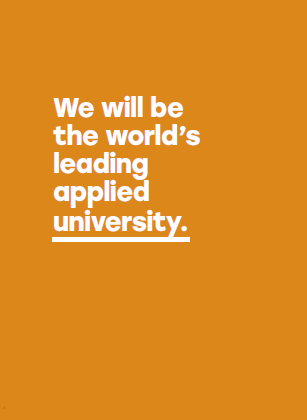 We will be
the world’s
leading
applied
university.